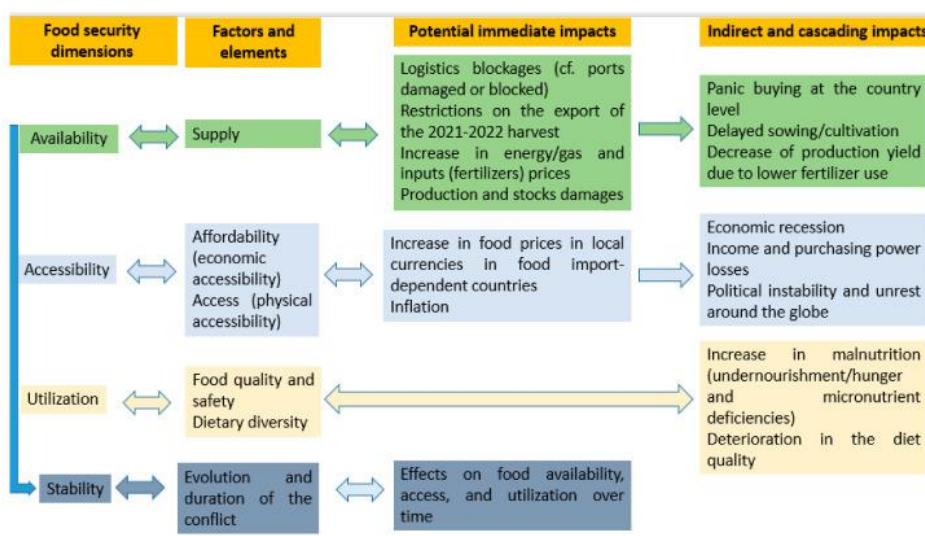 Food security
dimensions
Factors and
elements
Potential immediate impacts
Indirect and cascading impacts
Availability
Supply
Logistics blockages (cf. ports
damaged or blocked)
Restrictions on the export of
the 2021-2022 harvest
Increase in energy/gas and
inputs (fertilizers) prices
Production and stocks damages
Panic buying at the country
level
Delayed sowing/cultivation
Decrease of production yield
due to lower fertilizer use
Accessibility
Affordability
(economic
accessibility)
Access (physical
accessibility)
Increase in food prices in local
currencies in food import-
dependent countries
Inflation
Economic recession
Income and purchasing power
losses
Political instability and unrest
around the globe
Utilization
Food quality and
safety
Dietary diversity
Increase in malnutrition
(undernourishment/hunger
and micronutrient
deficiencies)
Deterioration in the diet
quality
Stability
Evolution and
duration of the
conflict
Effects on food availability,
access, and utilization over
time